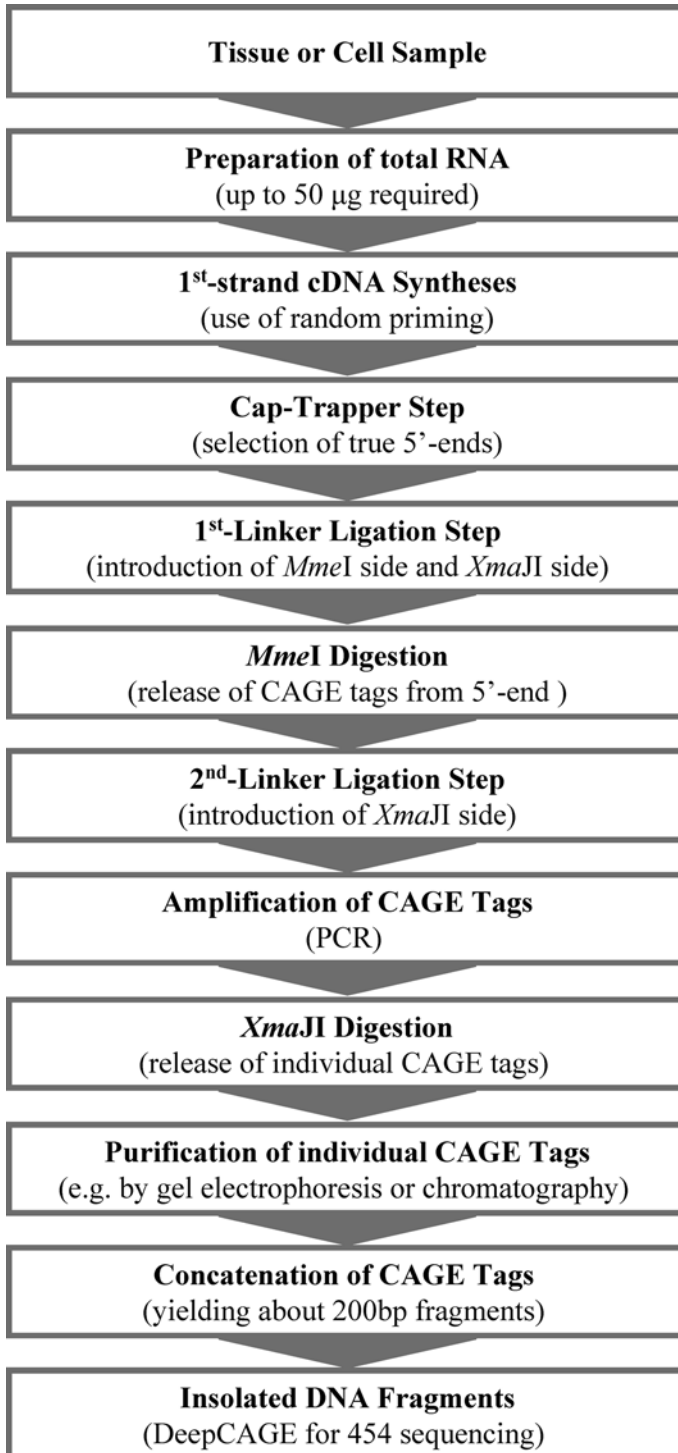 Tissue or Cell Sample
Preparation of total RNA
(up to 50 μg required)
1st-strand cDNA Syntheses
(use of random priming)
Cap-Trapper Step
(selection of true 5’-ends)
1st-Linker Ligation Step
(introduction of MmeI side and XmaJI side)
MmeI Digestion
(release of CAGE tags from 5’-end )
2nd-Linker Ligation Step
(introduction of XmaJI side)
Amplification of CAGE Tags
(PCR)
XmaJI Digestion
(release of individual CAGE tags)
Purification of individual CAGE Tags
(e.g. by gel electrophoresis or chromatography)
Concatenation of CAGE Tags
(yielding about 200bp fragments)
Insolated DNA Fragments
(DeepCAGE for 454 sequencing)